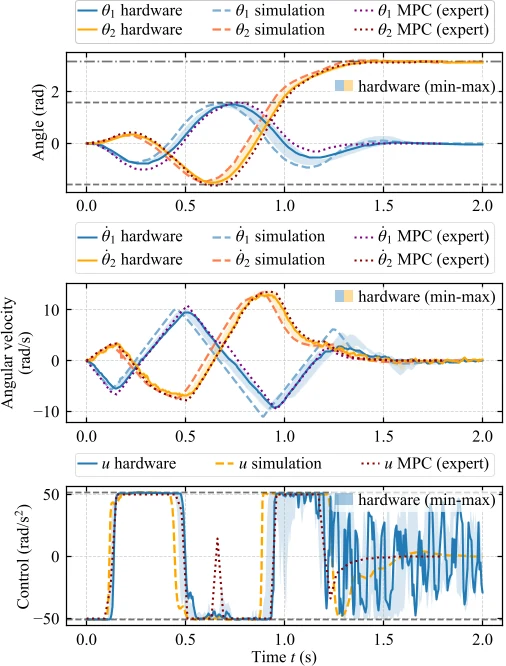 θ₁ hardware θ₁ simulation θ₁ MPC (expert)
θ₂ hardware θ₂ simulation θ₂ MPC (expert)
hardware (min-max)
Angle (rad)
2
0
0.0 0.5 1.0 1.5 2.0
θ̇₁ hardware θ̇₁ simulation θ̇₁ MPC (expert)
θ̇₂ hardware θ̇₂ simulation θ̇₂ MPC (expert)
hardware (min-max)
Angular velocity
(rad/s)
10
0
−10
0.0 0.5 1.0 1.5 2.0
u hardware u simulation u MPC (expert)
hardware (min-max)
Control (rad/s²)
50
0
−50
0.0 0.5 1.0 1.5 2.0
Time t (s)